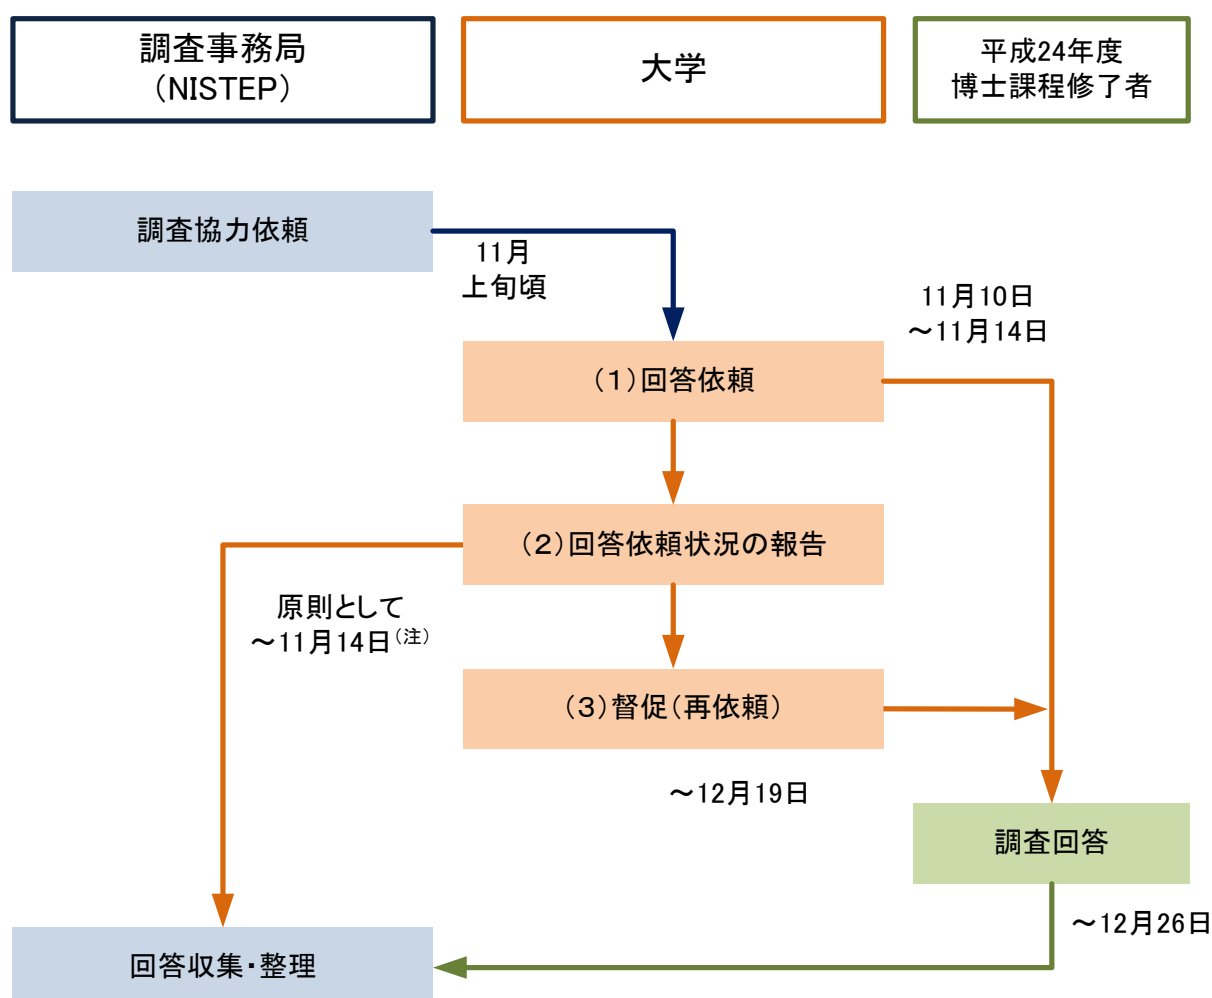 調査事務局
(NISTEP)
大学
平成24年度
博士課程修了者
調査協力依頼
11月
上旬頃
11月10日
～11月14日
(1)回答依頼
(2)回答依頼状況の報告
原則として
～11月14日(注)
(3)督促(再依頼)
～12月19日
調査回答
～12月26日
回答収集・整理